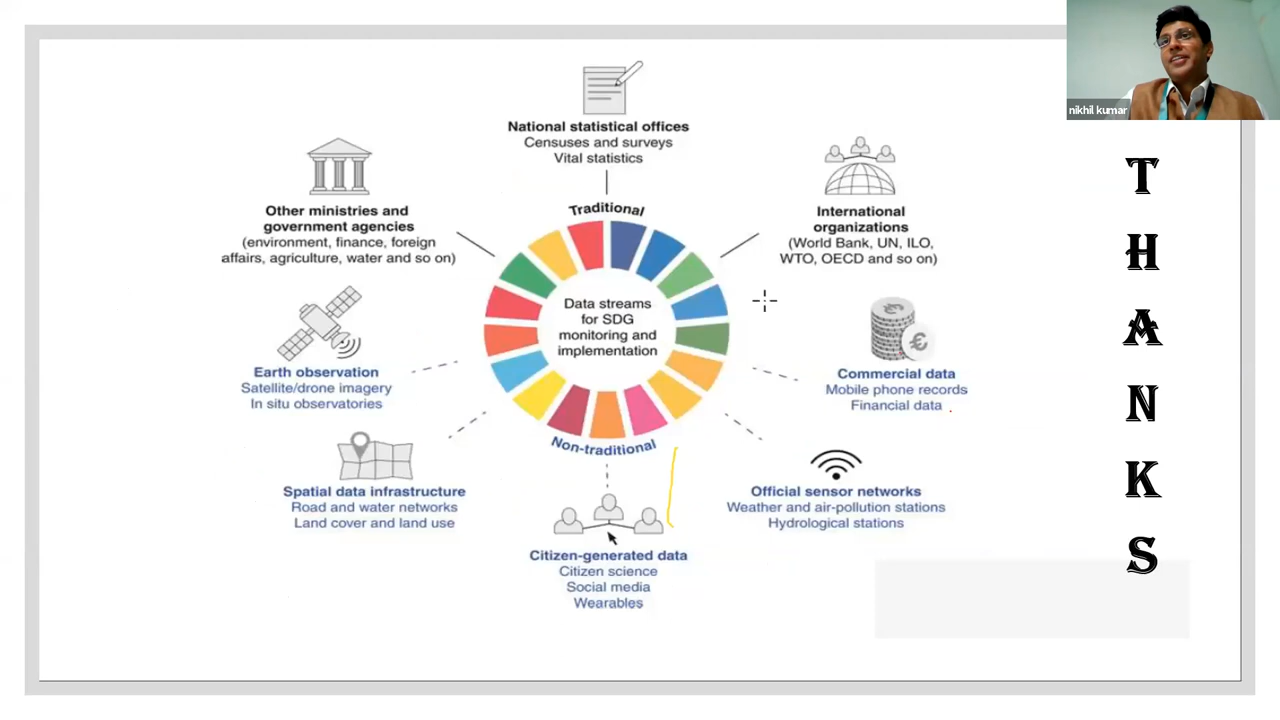 nikhil kumar
National statistical offices
Censuses and surveys
Vital statistics
Other ministries and
government agencies
(environment, finance, foreign
affairs, agriculture, water and so on)
Traditional
International
organizations
(World Bank, UN, ILO,
WTO, OECD and so on)
Data streams
for SDG
monitoring and
implementation
Earth observation
Satellite/drone imagery
In situ observatories
€
€
Commercial data
Mobile phone records
Financial data
Non-traditional
Spatial data infrastructure
Road and water networks
Land cover and land use
Official sensor networks
Weather and air-pollution stations
Hydrological stations
Citizen-generated data
Citizen science
Social media
Wearables
T
H
A
N
K
S